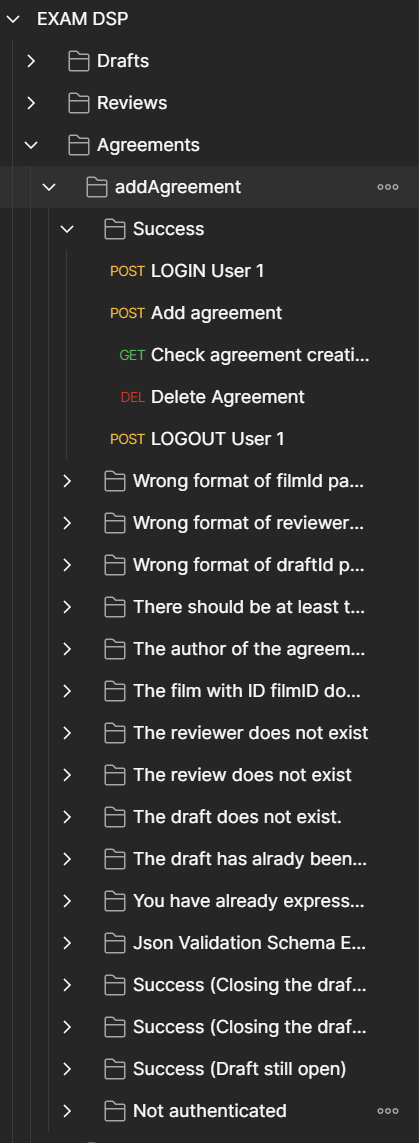 EXAM DSP
Drafts
Reviews
Agreements
addAgreement
Success
POST LOGIN User 1
POST Add agreement
GET Check agreement creati...
DEL Delete Agreement
POST LOGOUT User 1
Wrong format of filmId pa...
Wrong format of reviewer...
Wrong format of draftId p...
There should be at least t...
The author of the agreem...
The film with ID filmID do...
The reviewer does not exist
The review does not exist
The draft does not exist.
The draft has alrady been...
You have already express...
Json Validation Schema E...
Success (Closing the draf...
Success (Closing the draf...
Success (Draft still open)
Not authenticated